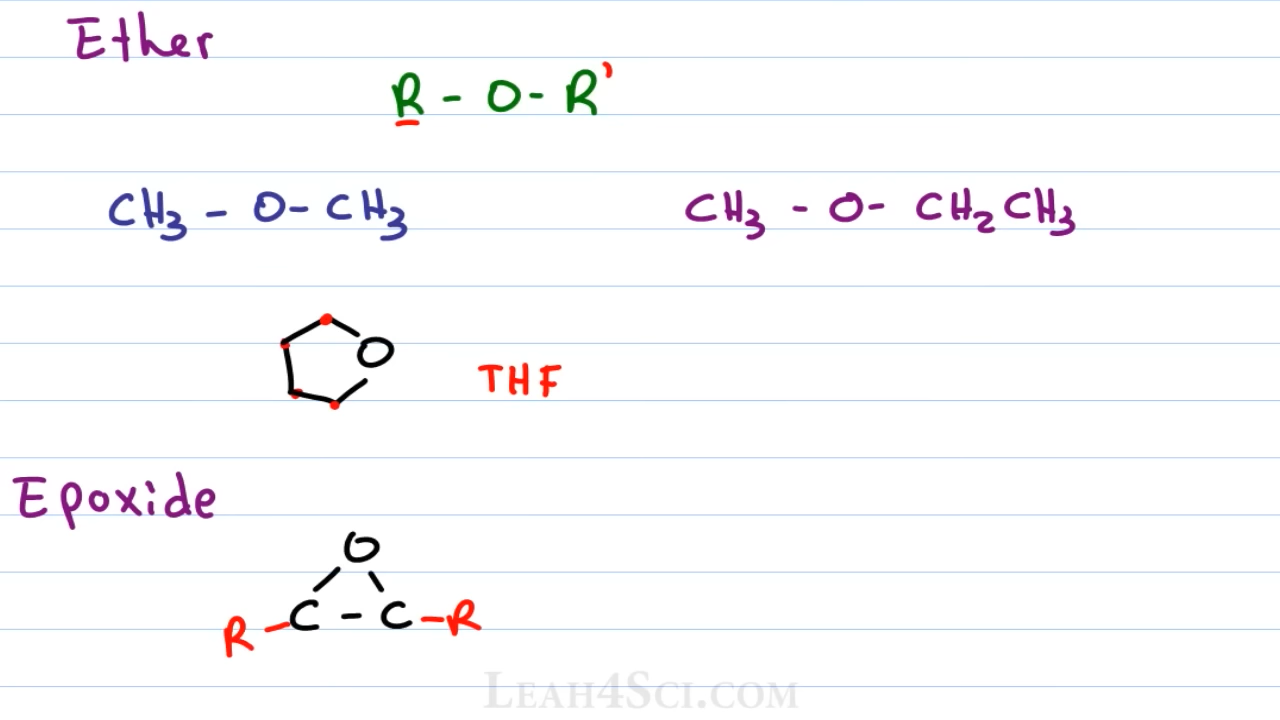 Ether
R - O - R'
CH3 - O - CH3
CH3 - O - CH2CH3
O
THF
Epoxide
O
R - C - C - R
LEAH4SCI.COM